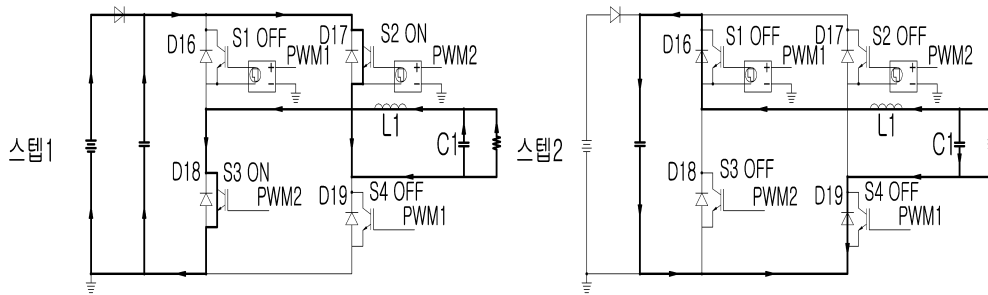 스텝1
D16
S1 OFF
PWM1
D17
S2 ON
PWM2
L1
C1
D18
S3 ON
PWM2
D19
S4 OFF
PWM1
스텝2
D16
S1 OFF
PWM1
D17
S2 OFF
PWM2
L1
C1
D18
S3 OFF
PWM2
D19
S4 OFF
PWM1